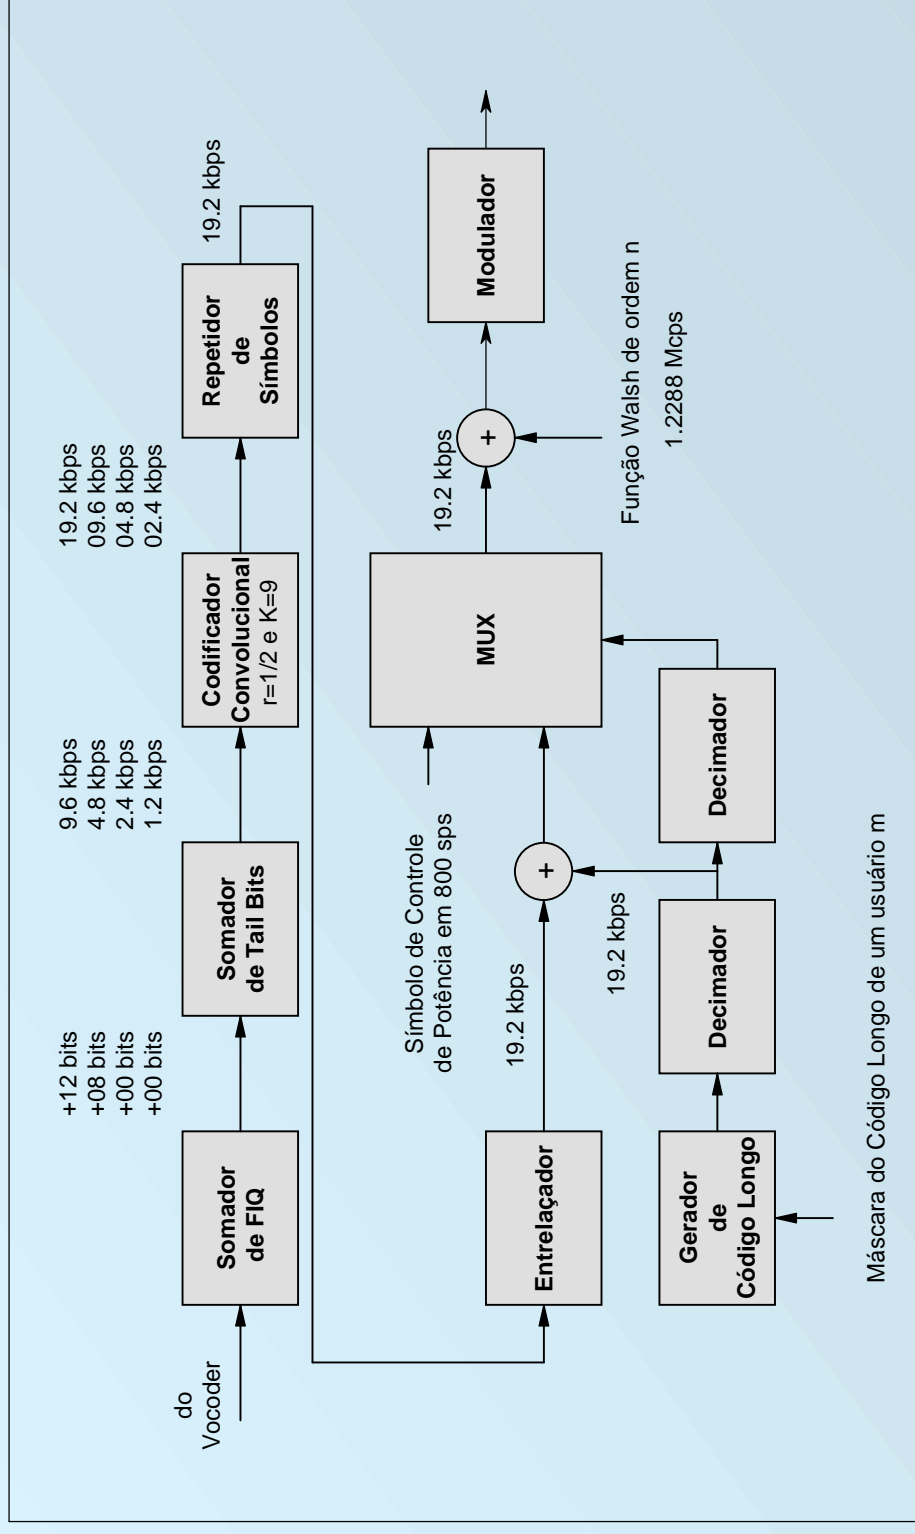 do
Vocoder
Somador
de FIQ
+12 bits
+08 bits
+00 bits
+00 bits
Somador
de Tail Bits
9.6 kbps
4.8 kbps
2.4 kbps
1.2 kbps
Codificador
Convolucional
r=1/2 e K=9
19.2 kbps
09.6 kbps
04.8 kbps
02.4 kbps
Repetidor
de
Símbolos
19.2 kbps
Entrelaçador
19.2 kbps
+
Símbolo de Controle
de Potência em 800 sps
MUX
19.2 kbps
+
Modulador
Função Walsh de ordem n
1.2288 Mcps
Gerador
de
Código Longo
Decimador
19.2 kbps
Decimador
Máscara do Código Longo de um usuário m